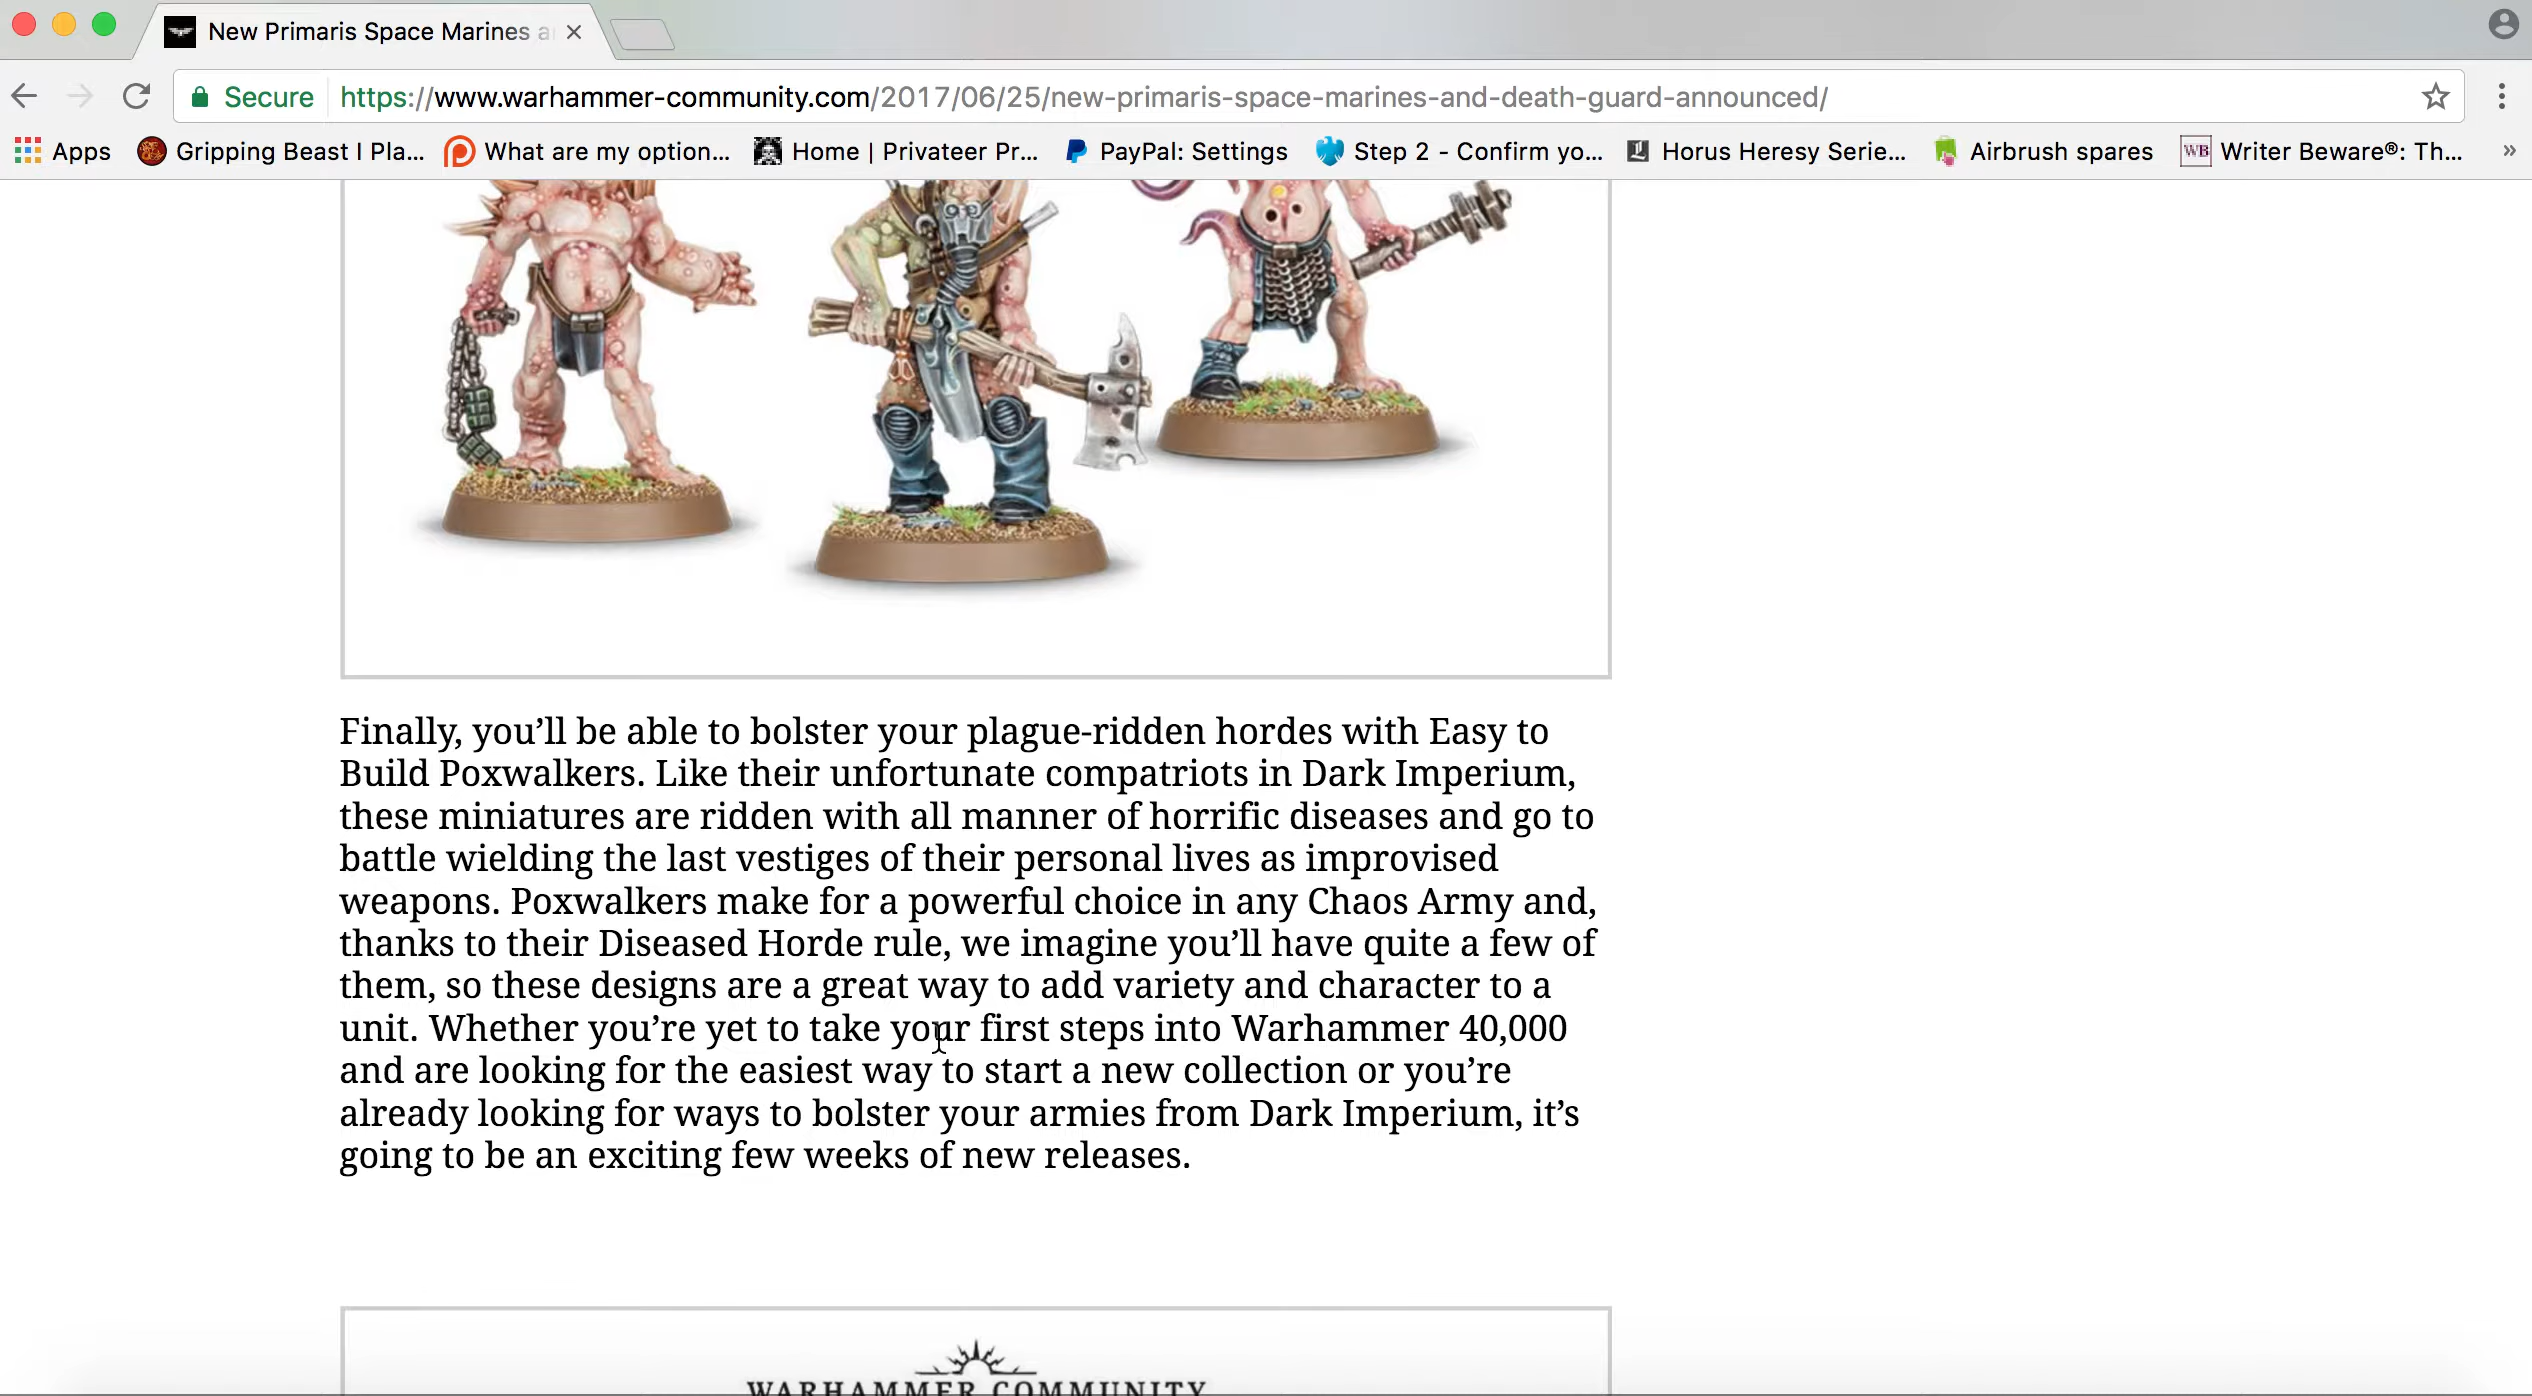 New Primaris Space Marines a
Secure https://www.warhammer-community.com/2017/06/25/new-primaris-space-marines-and-death-guard-announced/
Apps Gripping Beast I Pla... What are my option... Home | Privateer Pr... PayPal: Settings Step 2 - Confirm yo... Horus Heresy Serie... Airbrush spares WB Writer Beware®: Th... »
Finally, you’ll be able to bolster your plague-ridden hordes with Easy to
Build Poxwalkers. Like their unfortunate compatriots in Dark Imperium,
these miniatures are ridden with all manner of horrific diseases and go to
battle wielding the last vestiges of their personal lives as improvised
weapons. Poxwalkers make for a powerful choice in any Chaos Army and,
thanks to their Diseased Horde rule, we imagine you’ll have quite a few of
them, so these designs are a great way to add variety and character to a
unit. Whether you’re yet to take your first steps into Warhammer 40,000
and are looking for the easiest way to start a new collection or you’re
already looking for ways to bolster your armies from Dark Imperium, it’s
going to be an exciting few weeks of new releases.
WARHAMMER COMMUNITY